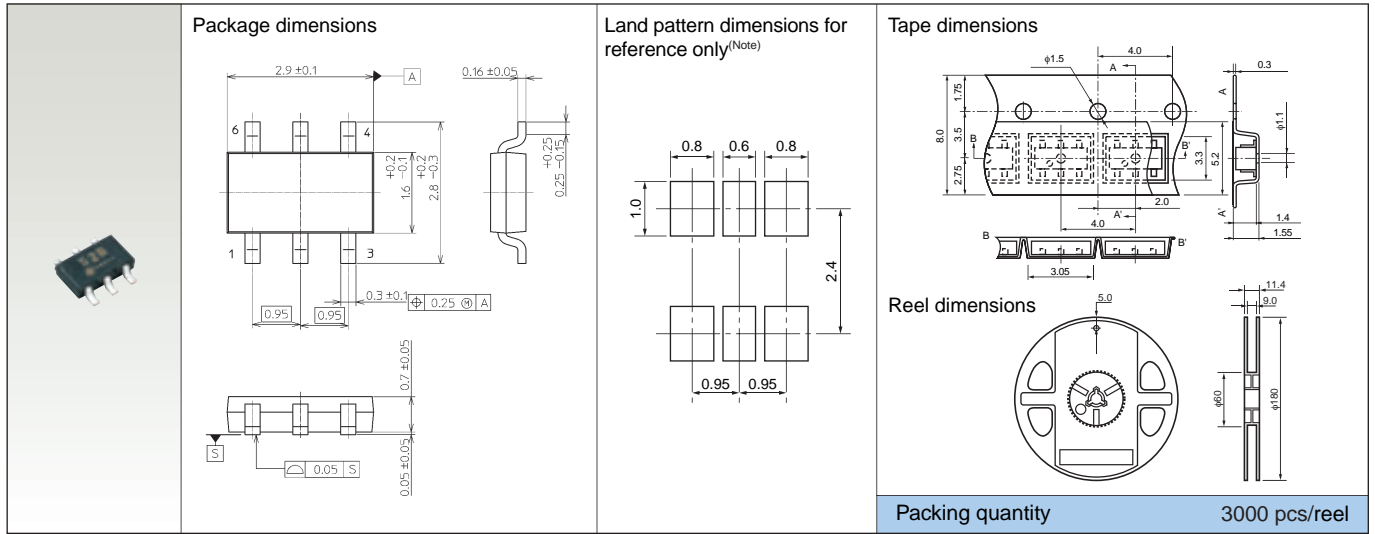 Package dimensions
2.9 ±0.1
A
0.16 ±0.05
6
4
+0.2
1.6 −0.1
+0.2
2.8 −0.3
+0.25
0.25 −0.15
1
3
0.3 ±0.1
0.25 Ⓜ A
0.95
0.95
0.7 ±0.05
S
0.05 S
0.05 ±0.05
Land pattern dimensions for
reference only(Note)
0.8
0.6
0.8
1.0
2.4
0.95
0.95
Tape dimensions
4.0
φ1.5
A
0.3
1.75
8.0
3.5
2.75
B
B'
3.3
5.2
A
φ1.1
2.0
A'
4.0
A'
1.4
1.55
B
B'
3.05
Reel dimensions
5.0
11.4
9.0
φ60
φ180
Packing quantity 3000 pcs/reel